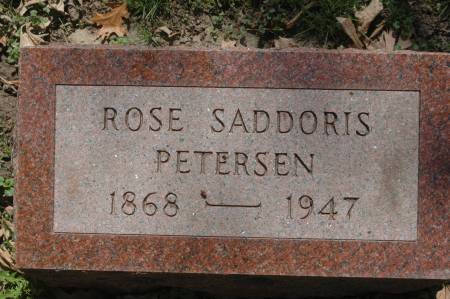 ROSE SADDORIS
PETERSEN
1868 — 1947